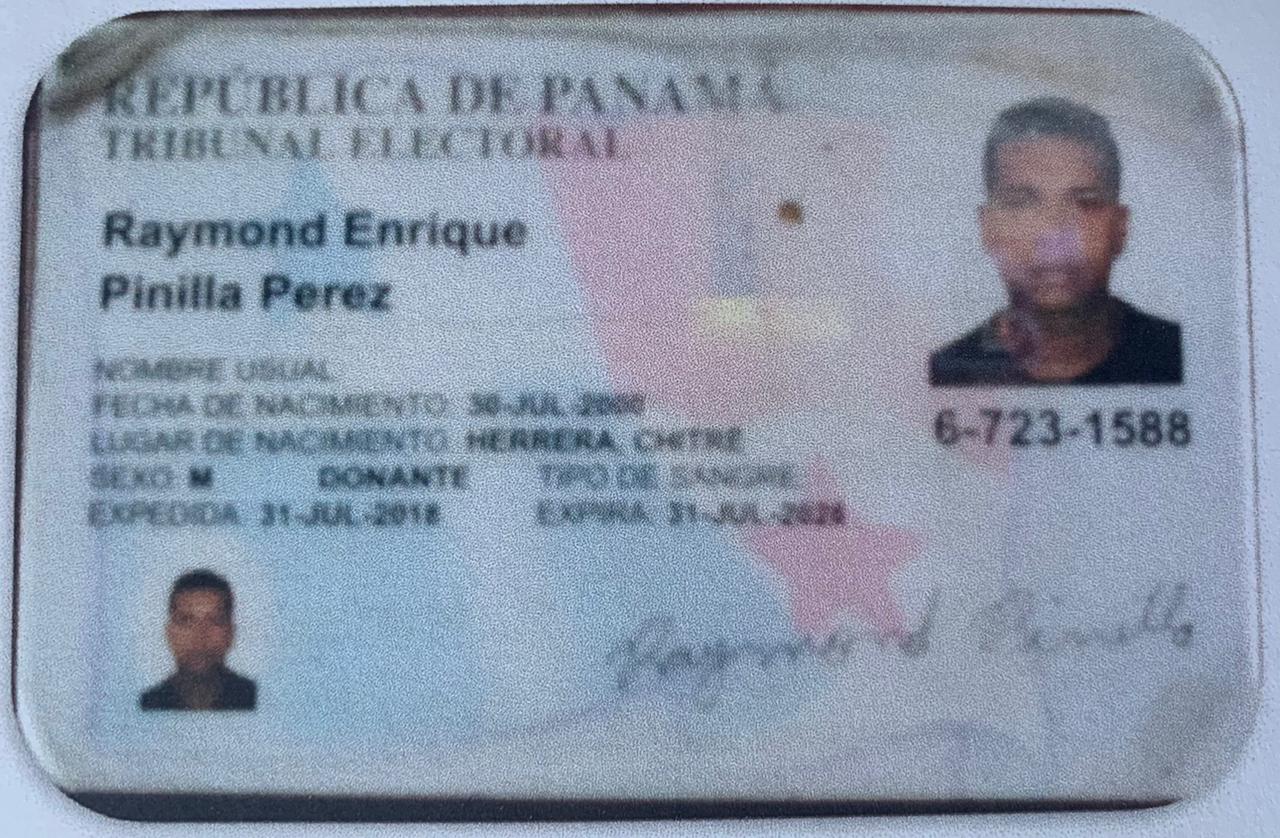 REPÚBLICA DE PANAMÁ
TRIBUNAL ELECTORAL
Raymond Enrique
Pinilla Perez
NOMBRE USUAL
FECHA DE NACIMIENTO: 30-JUL-2000
LUGAR DE NACIMIENTO: HERRERA, CHITRÉ
SEXO: M DONANTE TIPO DE SANGRE:
EXPEDIDA: 31-JUL-2018 EXPIRA: 31-JUL-2028
6-723-1588
Raymond Pinilla